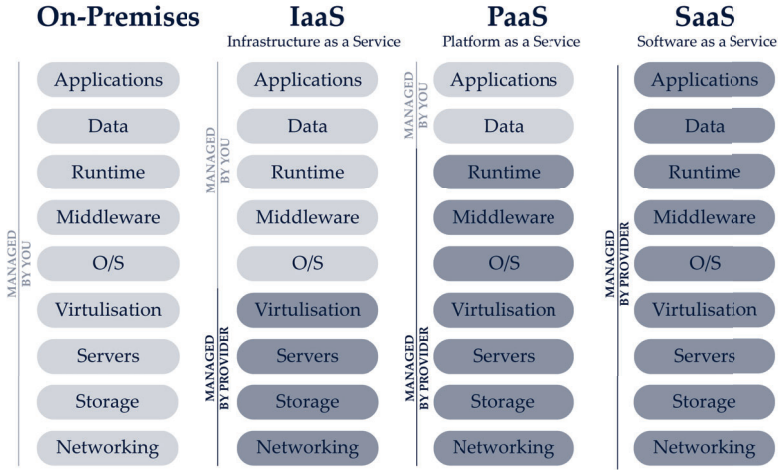 On-Premises
IaaS
Infrastructure as a Service
PaaS
Platform as a Service
SaaS
Software as a Service
MANAGED
BY YOU
Applications
Data
Runtime
Middleware
O/S
Virtulisation
Servers
Storage
Networking
MANAGED
BY YOU
MANAGED
BY PROVIDER
Applications
Data
Runtime
Middleware
O/S
Virtulisation
Servers
Storage
Networking
MANAGED
BY YOU
MANAGED
BY PROVIDER
Applications
Data
Runtime
Middleware
O/S
Virtulisation
Servers
Storage
Networking
MANAGED
BY PROVIDER
Applications
Data
Runtime
Middleware
O/S
Virtulisation
Servers
Storage
Networking